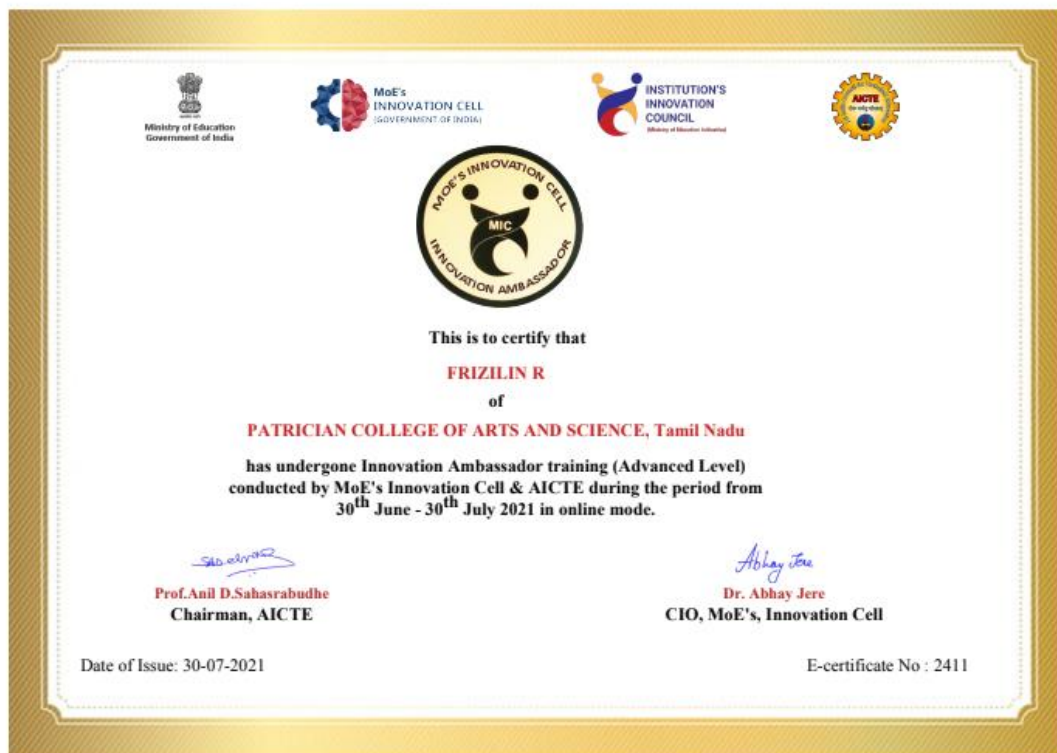 Ministry of Education
Government of India
MoE's
INNOVATION CELL
(GOVERNMENT OF INDIA)
INSTITUTION'S
INNOVATION
COUNCIL
(Ministry of Education Initiative)
AICTE
MOE'S INNOVATION CELL
MIC
INNOVATION AMBASSADOR
This is to certify that
FRIZILIN R
of
PATRICIAN COLLEGE OF ARTS AND SCIENCE, Tamil Nadu
has undergone Innovation Ambassador training (Advanced Level)
conducted by MoE's Innovation Cell & AICTE during the period from
30th June - 30th July 2021 in online mode.
Abhay Jere
Prof.Anil D.Sahasrabudhe
Dr. Abhay Jere
Chairman, AICTE
CIO, MoE's, Innovation Cell
Date of Issue: 30-07-2021
E-certificate No : 2411